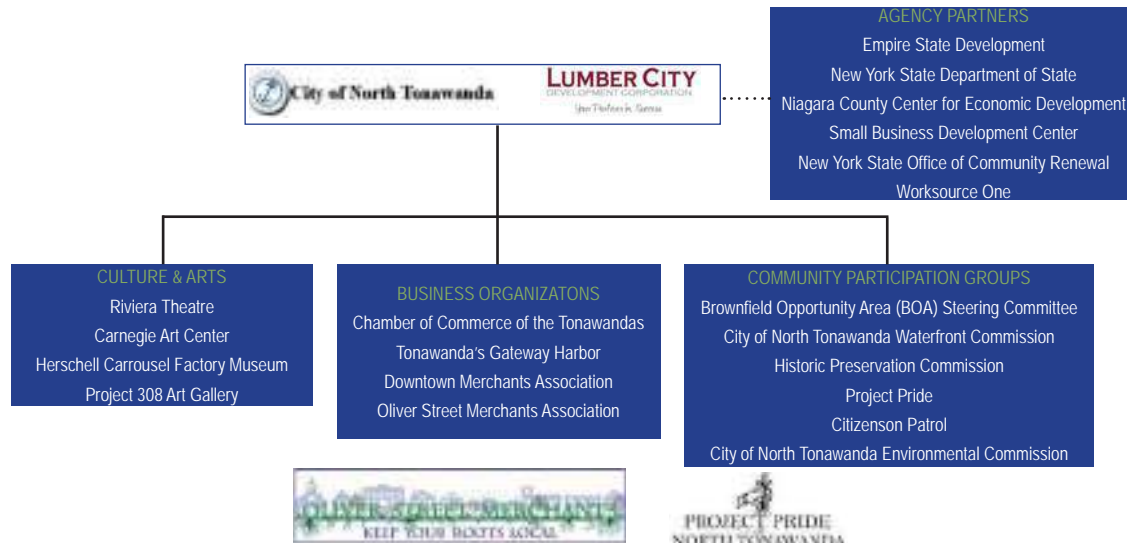 AGENCY PARTNERS
Empire State Development
New York State Department of State
Niagara County Center for Economic Development
Small Business Development Center
New York State Office of Community Renewal
Worksource One
City of North Tonawanda
LUMBER CITY
DEVELOPMENT CORPORATION
CULTURE & ARTS
Riviera Theatre
Carnegie Art Center
Herschell Carrousel Factory Museum
Project 308 Art Gallery
BUSINESS ORGANIZATONS
Chamber of Commerce of the Tonawandas
Tonawanda's Gateway Harbor
Downtown Merchants Association
Oliver Street Merchants Association
COMMUNITY PARTICIPATION GROUPS
Brownfield Opportunity Area (BOA) Steering Committee
City of North Tonawanda Waterfront Commission
Historic Preservation Commission
Project Pride
Citizenson Patrol
City of North Tonawanda Environmental Commission
OLIVER STREET MERCHANTS
KEEP YOUR ROOTS LOCAL
PROJECT PRIDE
NORTH TONAWANDA